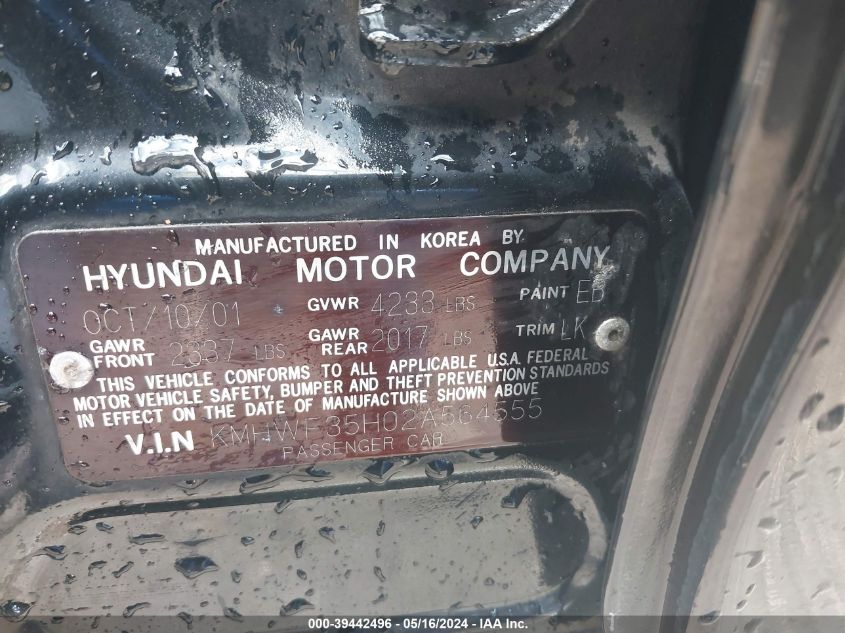 MANUFACTURED IN KOREA BY
HYUNDAI MOTOR COMPANY
OCT/10/01 GVWR 4233 LBS PAINT EB
GAWR FRONT 2337 LBS GAWR REAR 2017 LBS TRIM LK
THIS VEHICLE CONFORMS TO ALL APPLICABLE U.S.A. FEDERAL
MOTOR VEHICLE SAFETY, BUMPER AND THEFT PREVENTION STANDARDS
IN EFFECT ON THE DATE OF MANUFACTURE SHOWN ABOVE
V.I.N KMHWF35H02A564555
PASSENGER CAR
000-39442496 - 05/16/2024 - IAA, Inc.